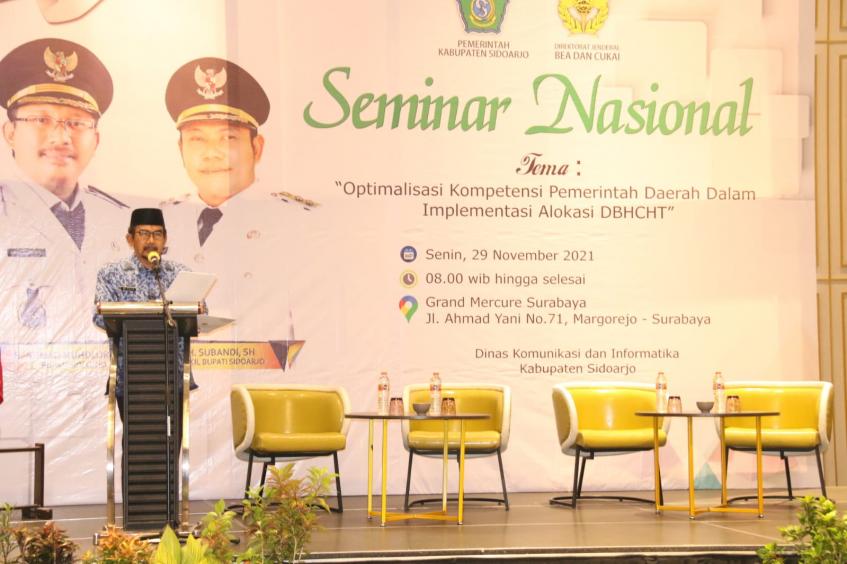 PEMERINTAH
KABUPATEN SIDOARJO
DIREKTORAT JENDERAL
BEA DAN CUKAI
Seminar Nasional
Tema :
“Optimalisasi Kompetensi Pemerintah Daerah Dalam
Implementasi Alokasi DBHCHT”
Senin, 29 November 2021
08.00 wib hingga selesai
Grand Mercure Surabaya
Jl. Ahmad Yani No.71, Margorejo - Surabaya
Dinas Komunikasi dan Informatika
Kabupaten Sidoarjo
H. SUBANDI, SH
BUPATI SIDOARJO